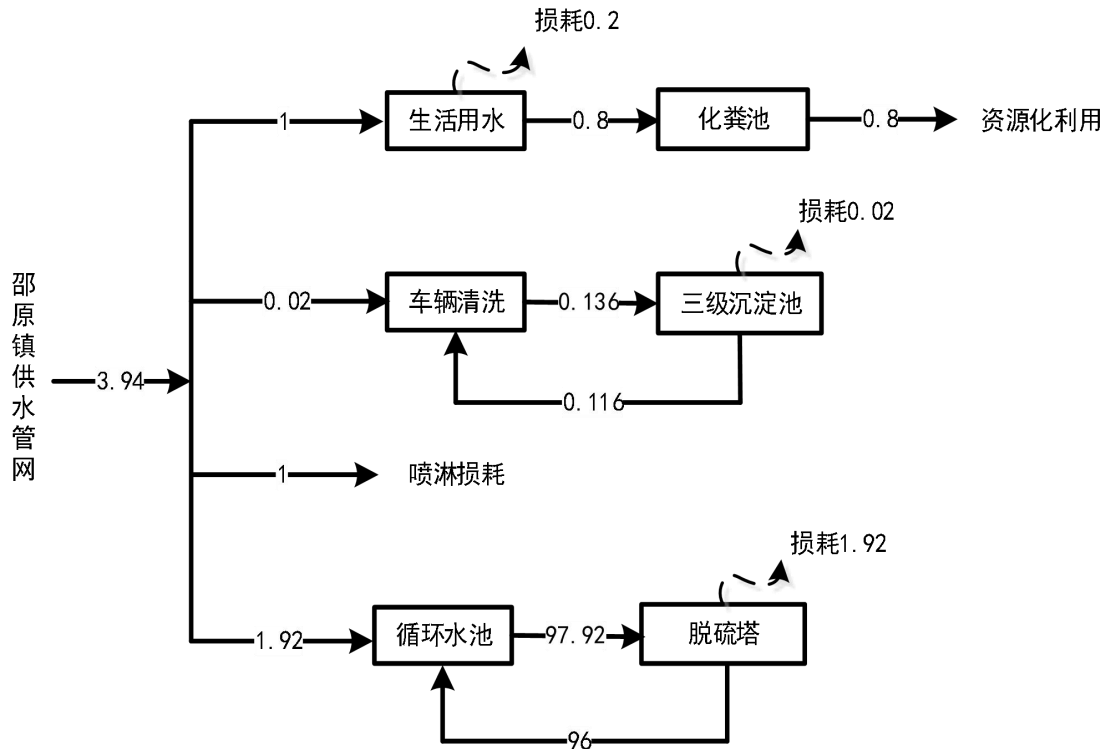 损耗0.2
1
生活用水
0.8
化粪池
0.8
资源化利用
损耗0.02
邵原镇供水管网
0.02
车辆清洗
0.136
三级沉淀池
3.94
0.116
1
喷淋损耗
损耗1.92
1.92
循环水池
97.92
脱硫塔
96